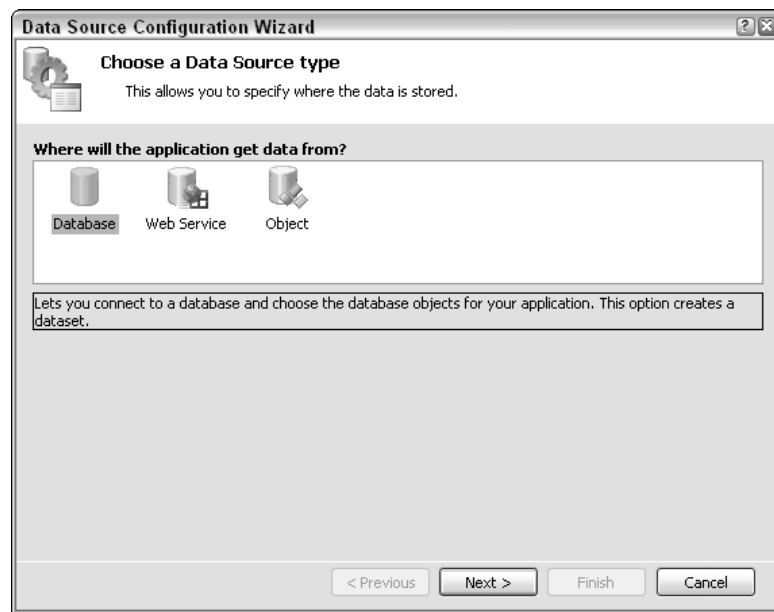 Data Source Configuration Wizard
Choose a Data Source type
This allows you to specify where the data is stored.
Where will the application get data from?
Database Web Service Object
Lets you connect to a database and choose the database objects for your application. This option creates a
dataset.
< Previous Next > Finish Cancel